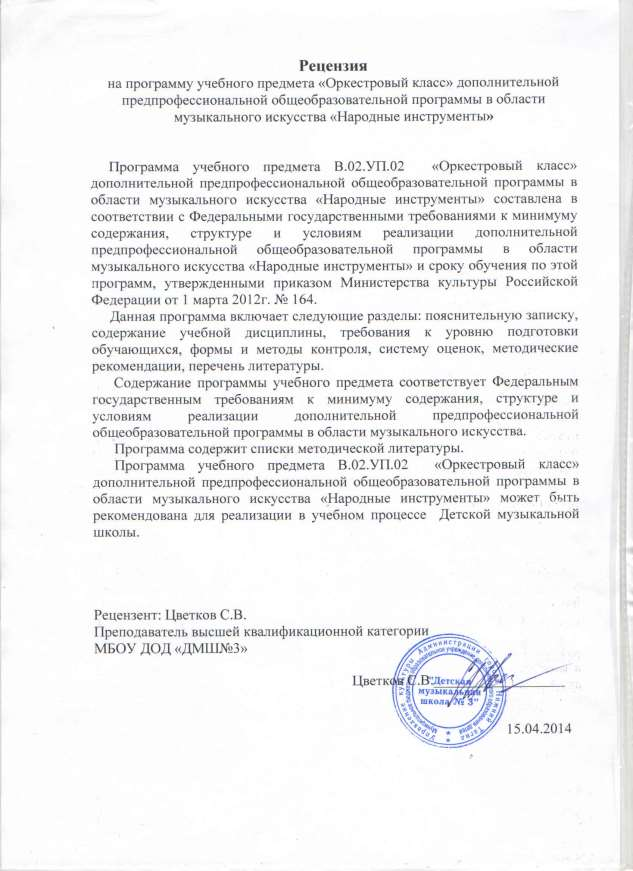 Рецензия
на программу учебного предмета «Оркестровый класс» дополнительной
предпрофессиональной общеобразовательной программы в области
музыкального искусства «Народные инструменты»
Программа учебного предмета В.02.УП.02 «Оркестровый класс»
дополнительной предпрофессиональной общеобразовательной программы в
области музыкального искусства «Народные инструменты» составлена в
соответствии с Федеральными государственными требованиями к минимуму
содержания, структуре и условиям реализации дополнительной
предпрофессиональной общеобразовательной программы в области
музыкального искусства «Народные инструменты» и сроку обучения по этой
программ, утвержденными приказом Министерства культуры Российской
Федерации от 1 марта 2012г. № 164.
Данная программа включает следующие разделы: пояснительную записку,
содержание учебной дисциплины, требования к уровню подготовки
обучающихся, формы и методы контроля, систему оценок, методические
рекомендации, перечень литературы.
Содержание программы учебного предмета соответствует Федеральным
государственным требованиям к минимуму содержания, структуре и
условиям реализации дополнительной предпрофессиональной
общеобразовательной программы в области музыкального искусства.
Программа содержит списки методической литературы.
Программа учебного предмета В.02.УП.02 «Оркестровый класс»
дополнительной предпрофессиональной общеобразовательной программы в
области музыкального искусства «Народные инструменты» может быть
рекомендована для реализации в учебном процессе Детской музыкальной
школы.
Рецензент: Цветков С.В.
Преподаватель высшей квалификационной категории
МБОУ ДОД «ДМШ№3»
Цветков С.В.
"Детская
музыкальная
школа № 3"
Управление культуры Администрации города Нижний Тагил
15.04.2014